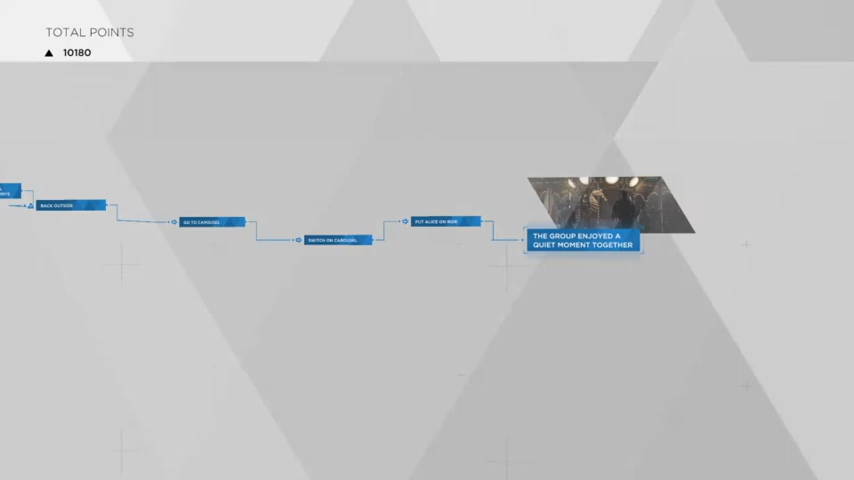 TOTAL POINTS
10180
BACK OUTSIDE
GO TO CAROUSEL
SWITCH ON CAROUSEL
PUT ALICE ON RIDE
THE GROUP ENJOYED A
QUIET MOMENT TOGETHER